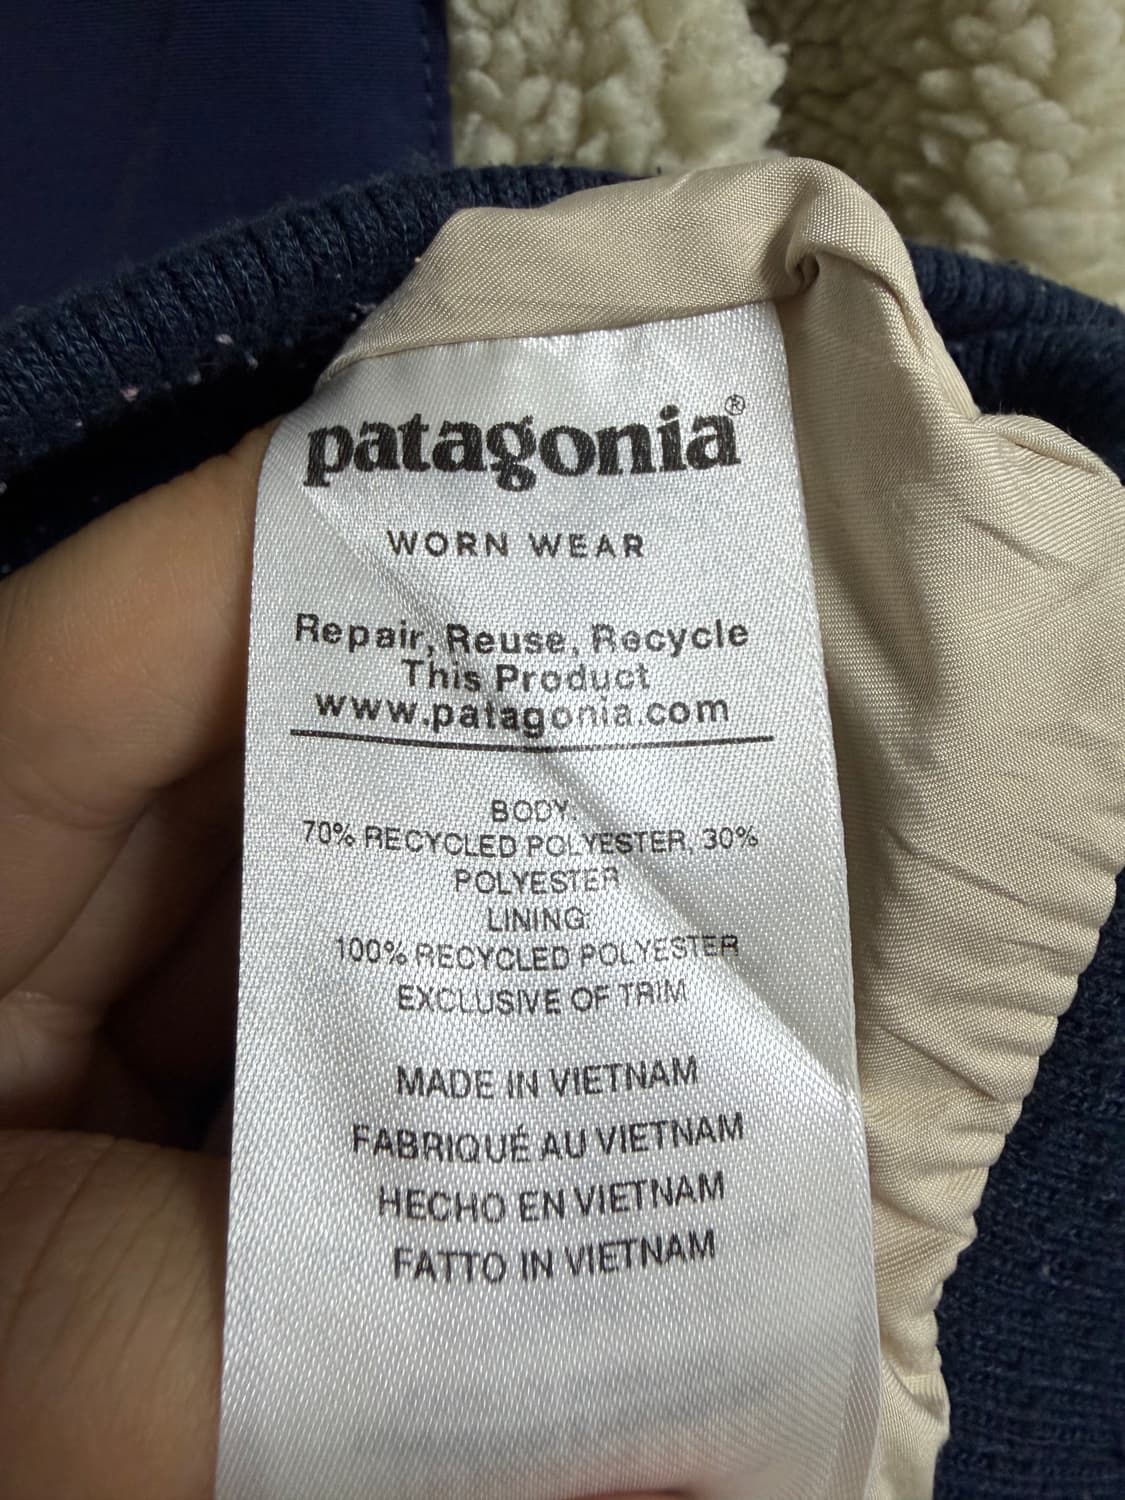 patagonia®
WORN WEAR
Repair, Reuse, Recycle
This Product
www.patagonia.com
BODY:
70% RECYCLED POLYESTER, 30%
POLYESTER
LINING:
100% RECYCLED POLYESTER
EXCLUSIVE OF TRIM
MADE IN VIETNAM
FABRIQUÉ AU VIETNAM
HECHO EN VIETNAM
FATTO IN VIETNAM